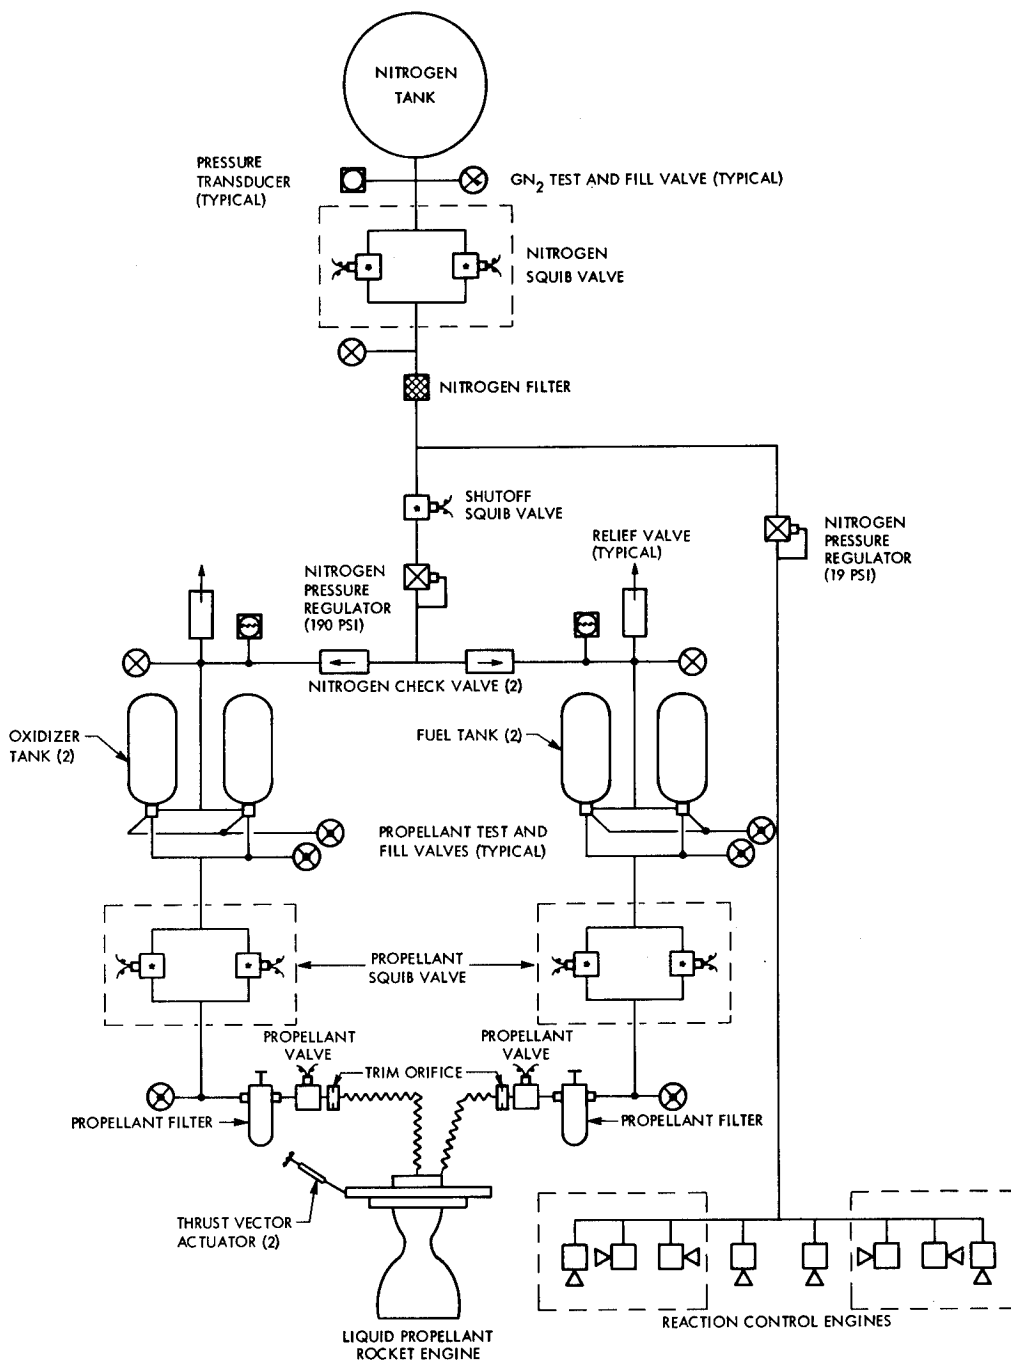 NITROGEN
TANK
PRESSURE
TRANSDUCER
(TYPICAL)
GN2 TEST AND FILL VALVE (TYPICAL)
NITROGEN
SQUIB VALVE
NITROGEN FILTER
SHUTOFF
SQUIB VALVE
NITROGEN
PRESSURE
REGULATOR
(19 PSI)
RELIEF VALVE
(TYPICAL)
NITROGEN
PRESSURE
REGULATOR
(190 PSI)
NITROGEN CHECK VALVE (2)
OXIDIZER
TANK (2)
FUEL TANK (2)
PROPELLANT TEST AND
FILL VALVES (TYPICAL)
PROPELLANT
SQUIB VALVE
PROPELLANT
VALVE
PROPELLANT
VALVE
TRIM ORIFICE
PROPELLANT FILTER
PROPELLANT FILTER
THRUST VECTOR
ACTUATOR (2)
LIQUID PROPELLANT
ROCKET ENGINE
REACTION CONTROL ENGINES